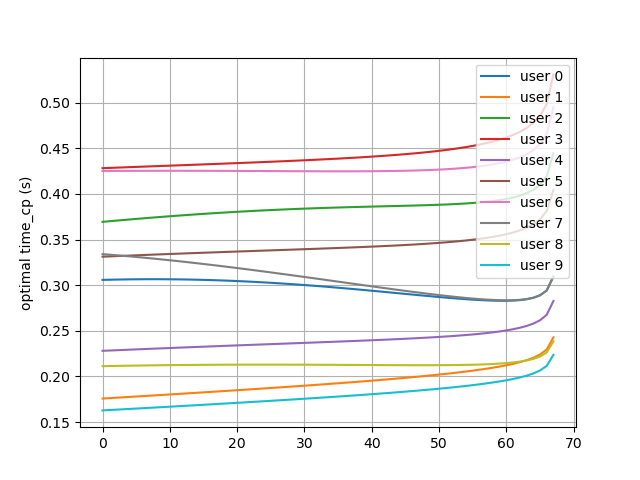 optimal time_cp (s)
0.50
0.45
0.40
0.35
0.30
0.25
0.20
0.15
0 10 20 30 40 50 60 70
user 0
user 1
user 2
user 3
user 4
user 5
user 6
user 7
user 8
user 9